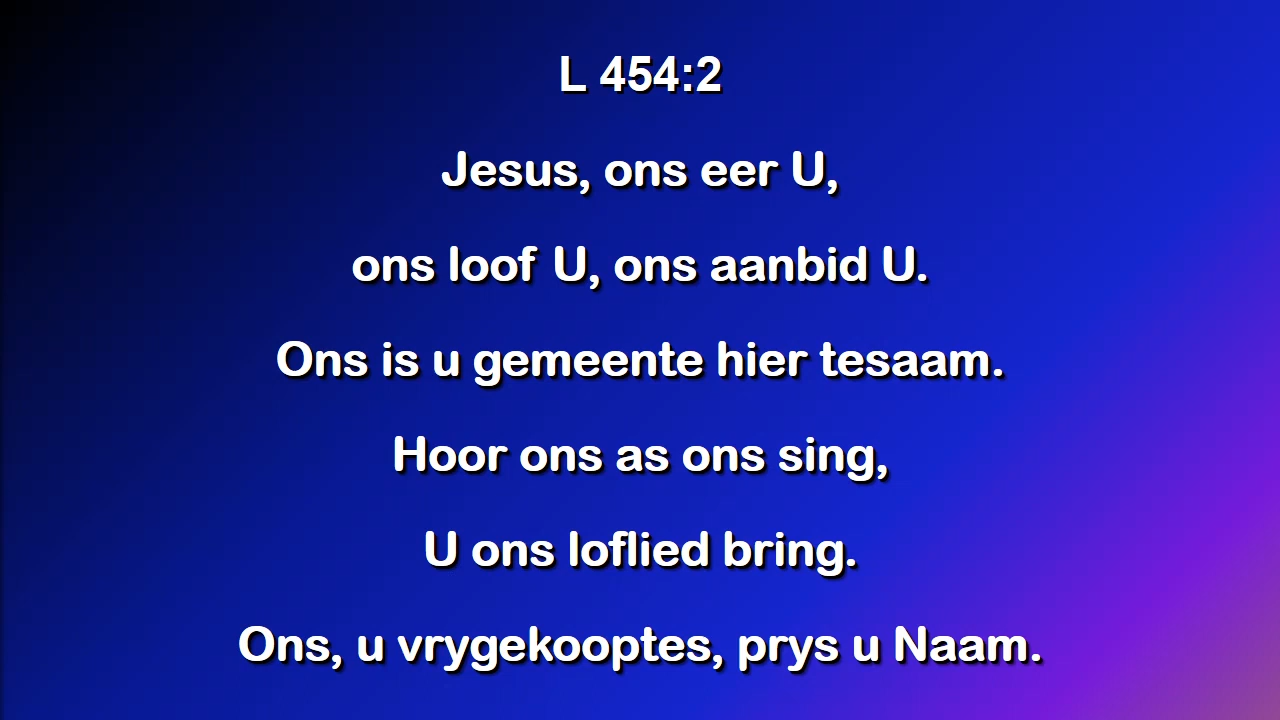 L 454:2
Jesus, ons eer U,
ons loof U, ons aanbid U.
Ons is u gemeente hier tesaam.
Hoor ons as ons sing,
U ons loflied bring.
Ons, u vrygekooptes, prys u Naam.